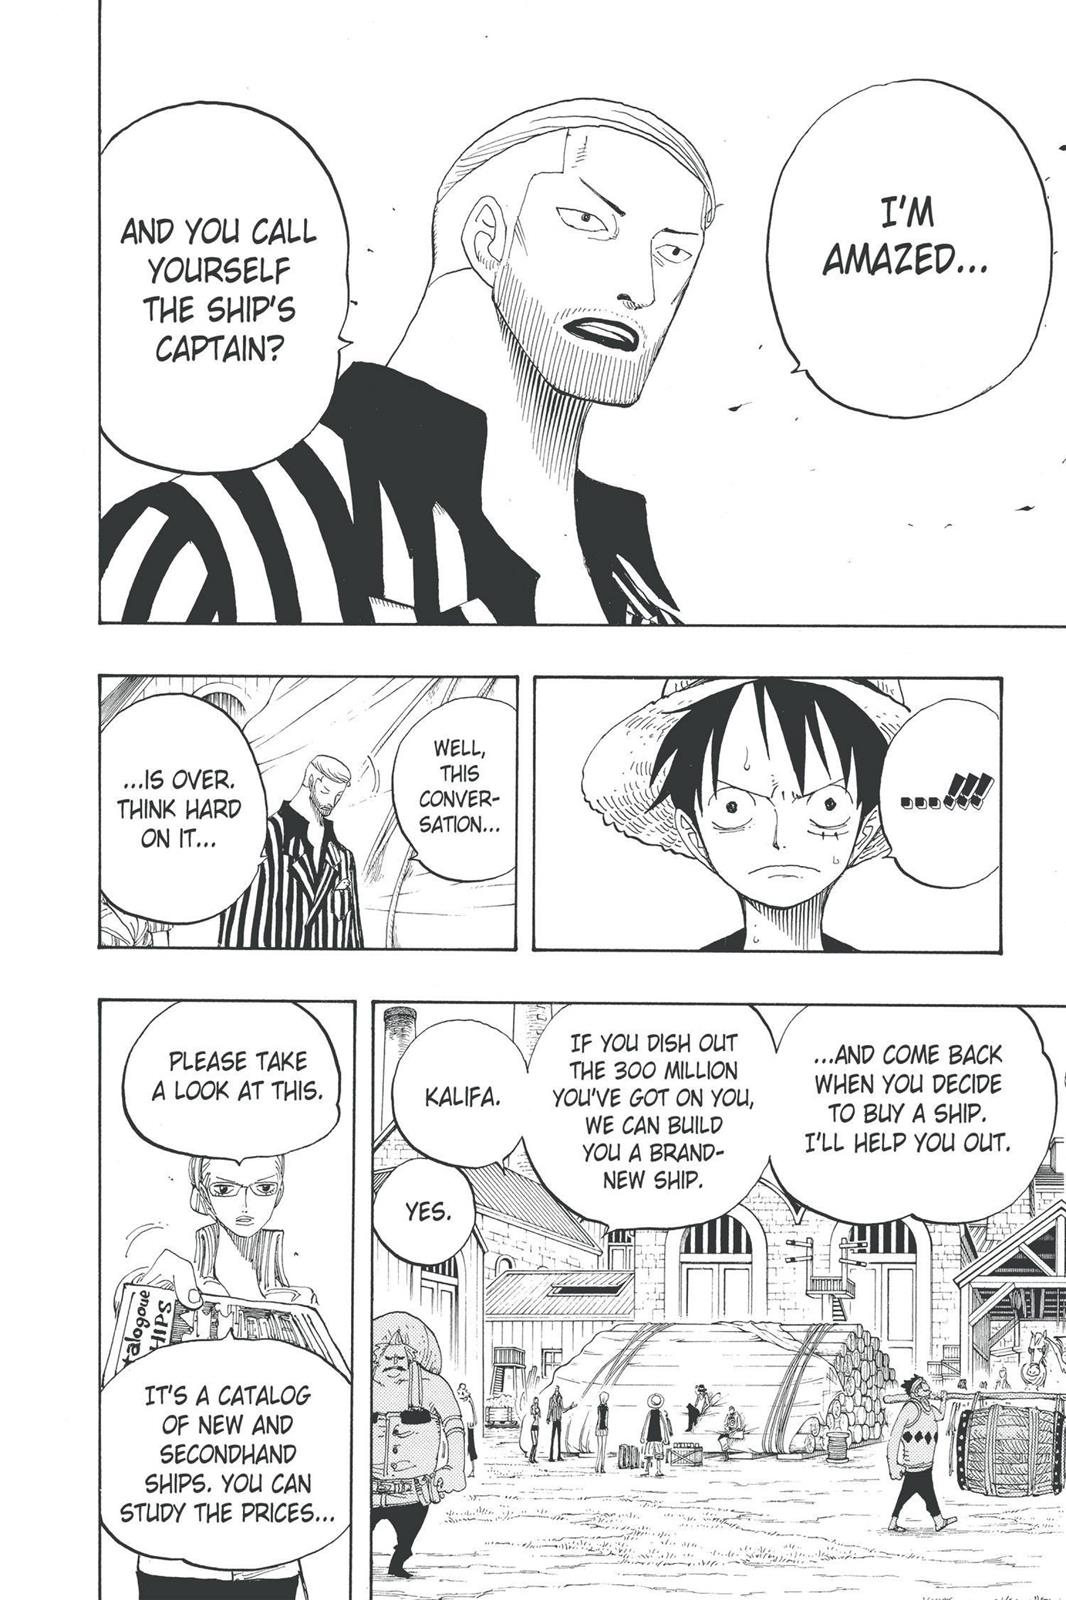 I'M
AMAZED...
AND YOU CALL
YOURSELF
THE SHIP'S
CAPTAIN?
...!!!
WELL,
THIS
CONVER-
SATION...
...IS OVER.
THINK HARD
ON IT...
...AND COME BACK
WHEN YOU DECIDE
TO BUY A SHIP.
I'LL HELP YOU OUT.
IF YOU DISH OUT
THE 300 MILLION
YOU'VE GOT ON YOU,
WE CAN BUILD
YOU A BRAND-
NEW SHIP.
KALIFA.
YES.
PLEASE TAKE
A LOOK AT THIS.
talogoue
HIPS
IT'S A CATALOG
OF NEW AND
SECONDHAND
SHIPS. YOU CAN
STUDY THE PRICES...